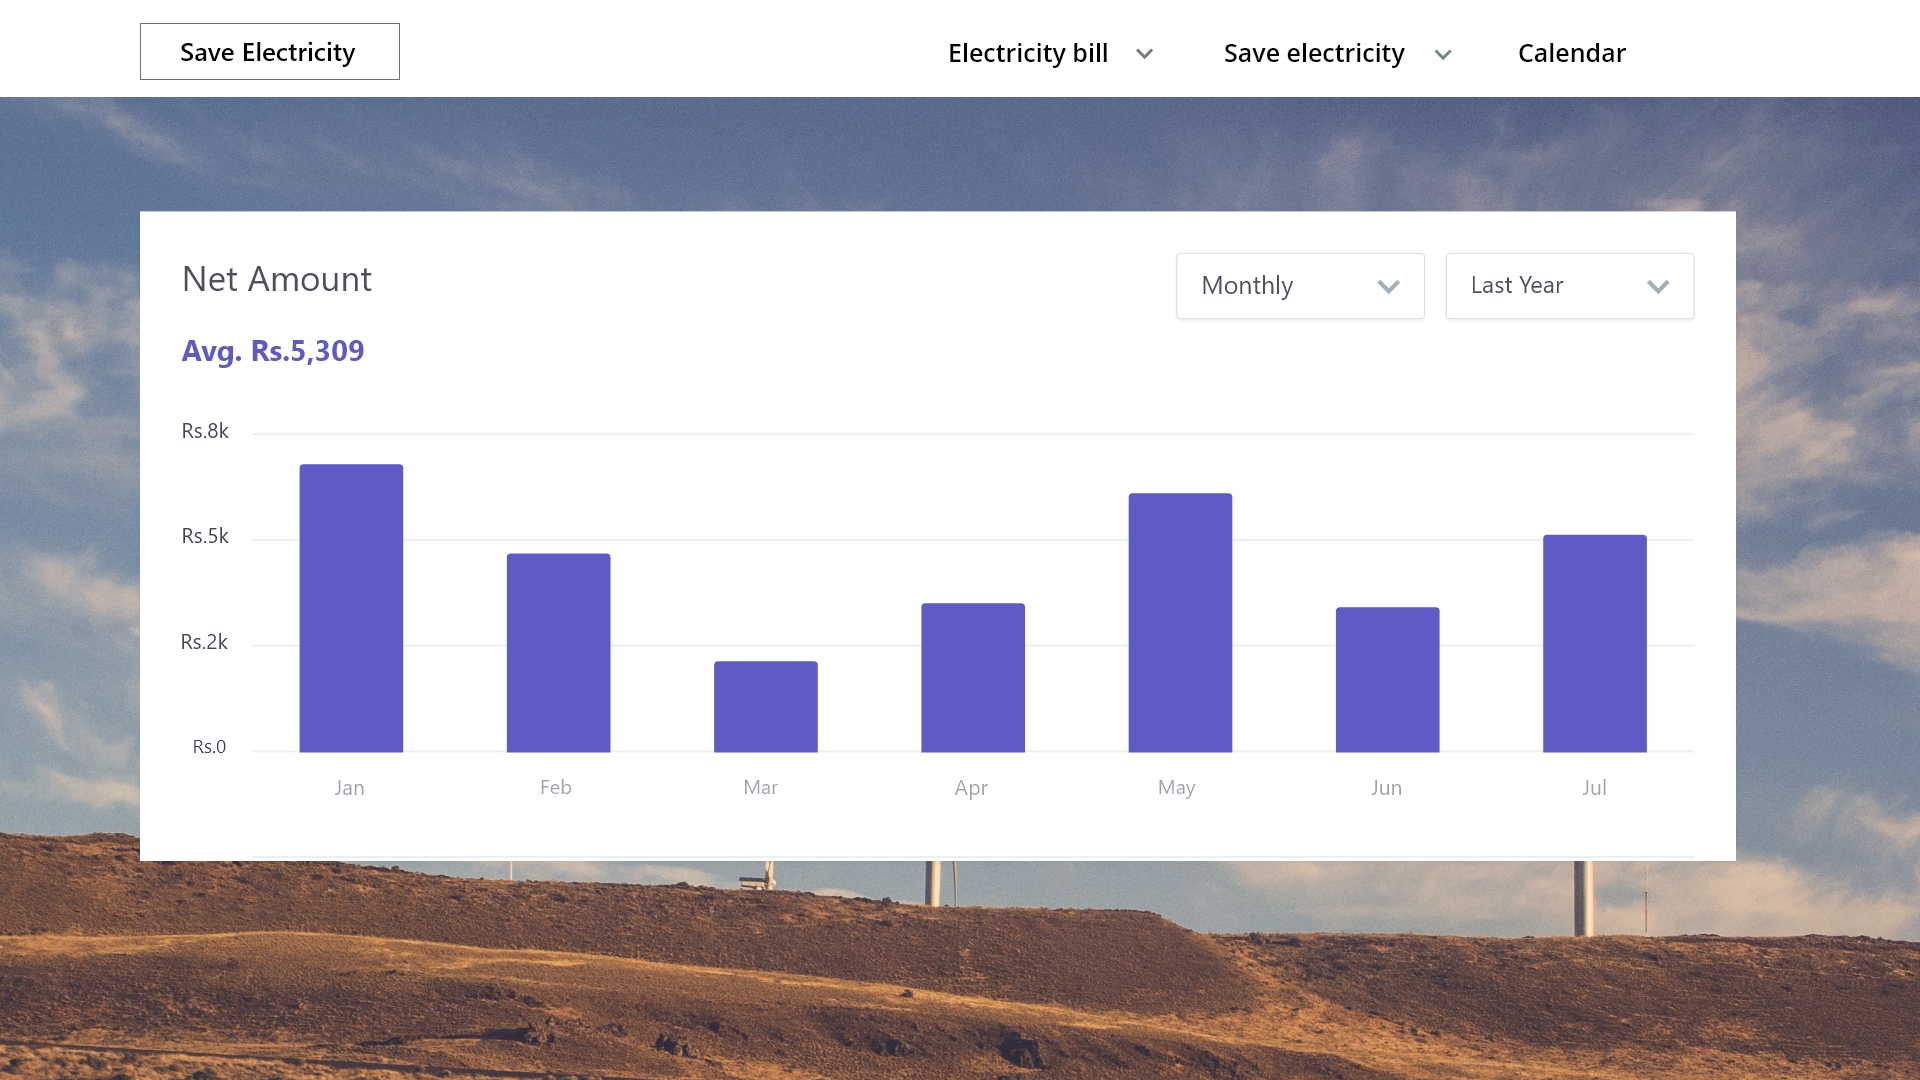 Save Electricity
Electricity bill
Save electricity
Calendar
Net Amount
Monthly
Last Year
Avg. Rs.5,309
Rs.8k
Rs.5k
Rs.2k
Rs.0
Jan
Feb
Mar
Apr
May
Jun
Jul